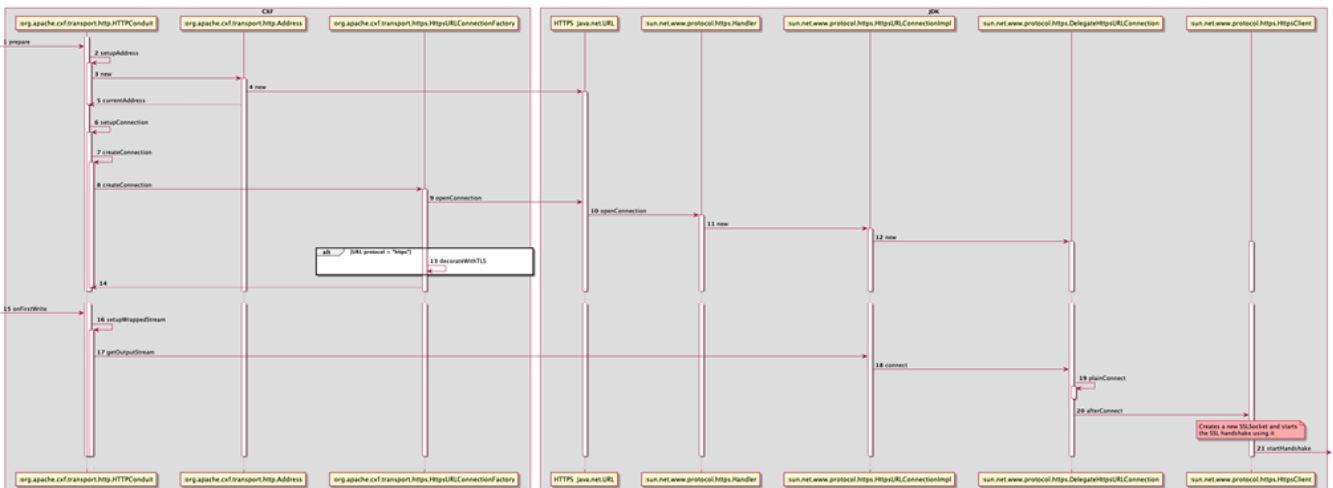 CXF
JDK
:org.apache.cxf.transport.http.HTTPConduit
:org.apache.cxf.transport.http.Address
:org.apache.cxf.transport.https.HttpsURLConnectionFactory
HTTPS :java.net.URL
:sun.net.www.protocol.https.Handler
:sun.net.www.protocol.https.HttpsURLConnectionImpl
:sun.net.www.protocol.https.DelegateHttpsURLConnection
:sun.net.www.protocol.https.HttpsClient
1 prepare
2 setupAddress
3 new
4 new
5 currentAddress
6 setupConnection
7 createConnection
8 createConnection
9 openConnection
10 openConnection
11 new
12 new
alt [URL protocol = "https"]
13 decorateWithTLS
14
15 onFirstWrite
16 setupWrappedStream
17 getOutputStream
18 connect
19 plainConnect
20 afterConnect
Creates a new SSLSocket and starts
the SSL handshake using it
21 startHandshake
:org.apache.cxf.transport.http.HTTPConduit
:org.apache.cxf.transport.http.Address
:org.apache.cxf.transport.https.HttpsURLConnectionFactory
HTTPS :java.net.URL
:sun.net.www.protocol.https.Handler
:sun.net.www.protocol.https.HttpsURLConnectionImpl
:sun.net.www.protocol.https.DelegateHttpsURLConnection
:sun.net.www.protocol.https.HttpsClient